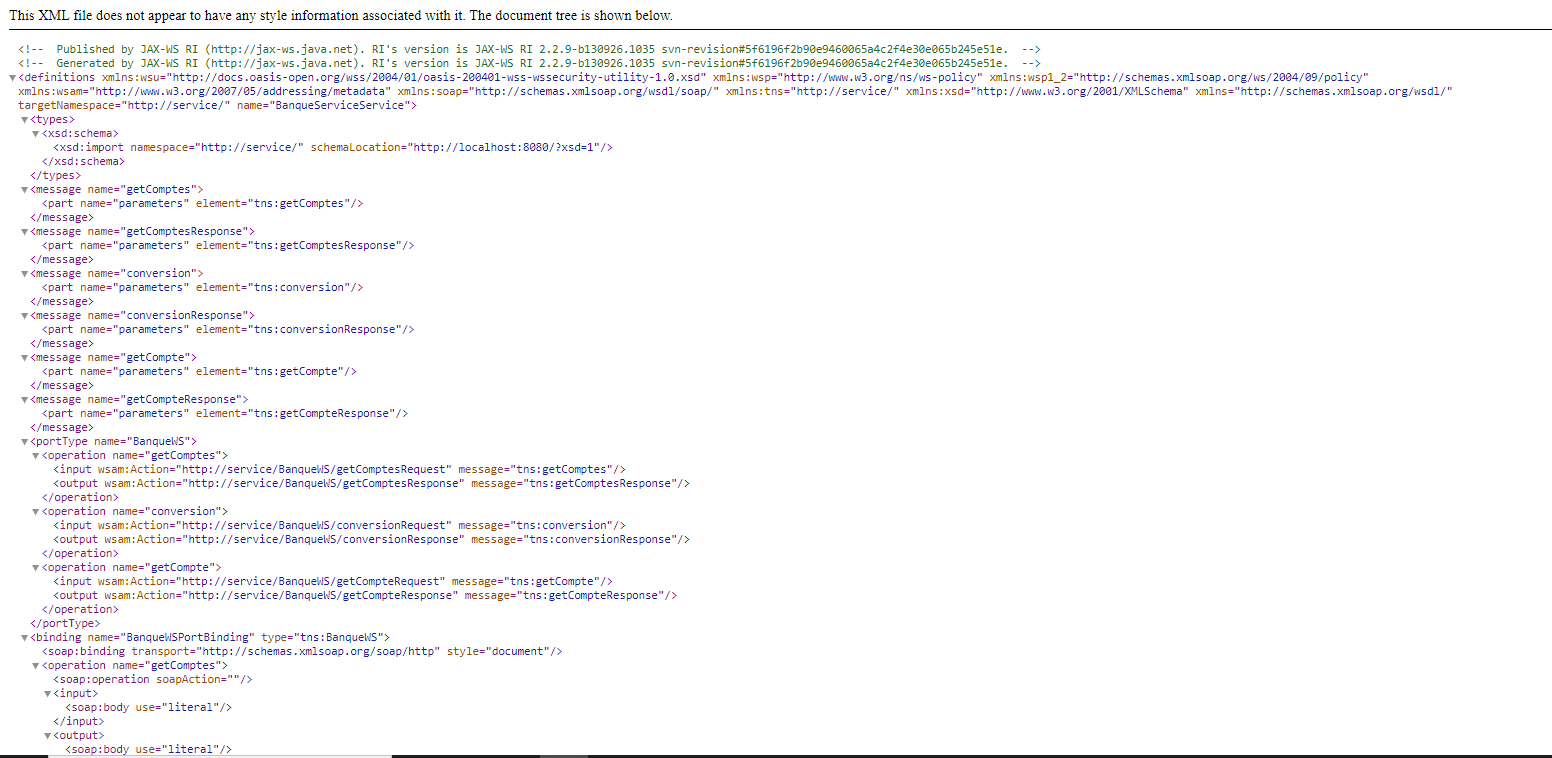 This XML file does not appear to have any style information associated with it. The document tree is shown below.
<!-- Published by JAX-WS RI (http://jax-ws.java.net). RI's version is JAX-WS RI 2.2.9-b130926.1035 svn-revision#5f6196f2b90e9460065a4c2f4e30e065b245e51e. -->
<!-- Generated by JAX-WS RI (http://jax-ws.java.net). RI's version is JAX-WS RI 2.2.9-b130926.1035 svn-revision#5f6196f2b90e9460065a4c2f4e30e065b245e51e. -->
▼<definitions xmlns:wsu="http://docs.oasis-open.org/wss/2004/01/oasis-200401-wss-wssecurity-utility-1.0.xsd" xmlns:wsp="http://www.w3.org/ns/ws-policy" xmlns:wsp1_2="http://schemas.xmlsoap.org/ws/2004/09/policy"
xmlns:wsam="http://www.w3.org/2007/05/addressing/metadata" xmlns:soap="http://schemas.xmlsoap.org/wsdl/soap/" xmlns:tns="http://service/" xmlns:xsd="http://www.w3.org/2001/XMLSchema" xmlns="http://schemas.xmlsoap.org/wsdl/"
targetNamespace="http://service/" name="BanqueServiceService">
▼<types>
▼<xsd:schema>
<xsd:import namespace="http://service/" schemaLocation="http://localhost:8080/?xsd=1"/>
</xsd:schema>
</types>
▼<message name="getComptes">
<part name="parameters" element="tns:getComptes"/>
</message>
▼<message name="getComptesResponse">
<part name="parameters" element="tns:getComptesResponse"/>
</message>
▼<message name="conversion">
<part name="parameters" element="tns:conversion"/>
</message>
▼<message name="conversionResponse">
<part name="parameters" element="tns:conversionResponse"/>
</message>
▼<message name="getCompte">
<part name="parameters" element="tns:getCompte"/>
</message>
▼<message name="getCompteResponse">
<part name="parameters" element="tns:getCompteResponse"/>
</message>
▼<portType name="BanqueWS">
▼<operation name="getComptes">
<input wsam:Action="http://service/BanqueWS/getComptesRequest" message="tns:getComptes"/>
<output wsam:Action="http://service/BanqueWS/getComptesResponse" message="tns:getComptesResponse"/>
</operation>
▼<operation name="conversion">
<input wsam:Action="http://service/BanqueWS/conversionRequest" message="tns:conversion"/>
<output wsam:Action="http://service/BanqueWS/conversionResponse" message="tns:conversionResponse"/>
</operation>
▼<operation name="getCompte">
<input wsam:Action="http://service/BanqueWS/getCompteRequest" message="tns:getCompte"/>
<output wsam:Action="http://service/BanqueWS/getCompteResponse" message="tns:getCompteResponse"/>
</operation>
</portType>
▼<binding name="BanqueWSPortBinding" type="tns:BanqueWS">
<soap:binding transport="http://schemas.xmlsoap.org/soap/http" style="document"/>
▼<operation name="getComptes">
<soap:operation soapAction=""/>
▼<input>
<soap:body use="literal"/>
</input>
▼<output>
<soap:body use="literal"/>